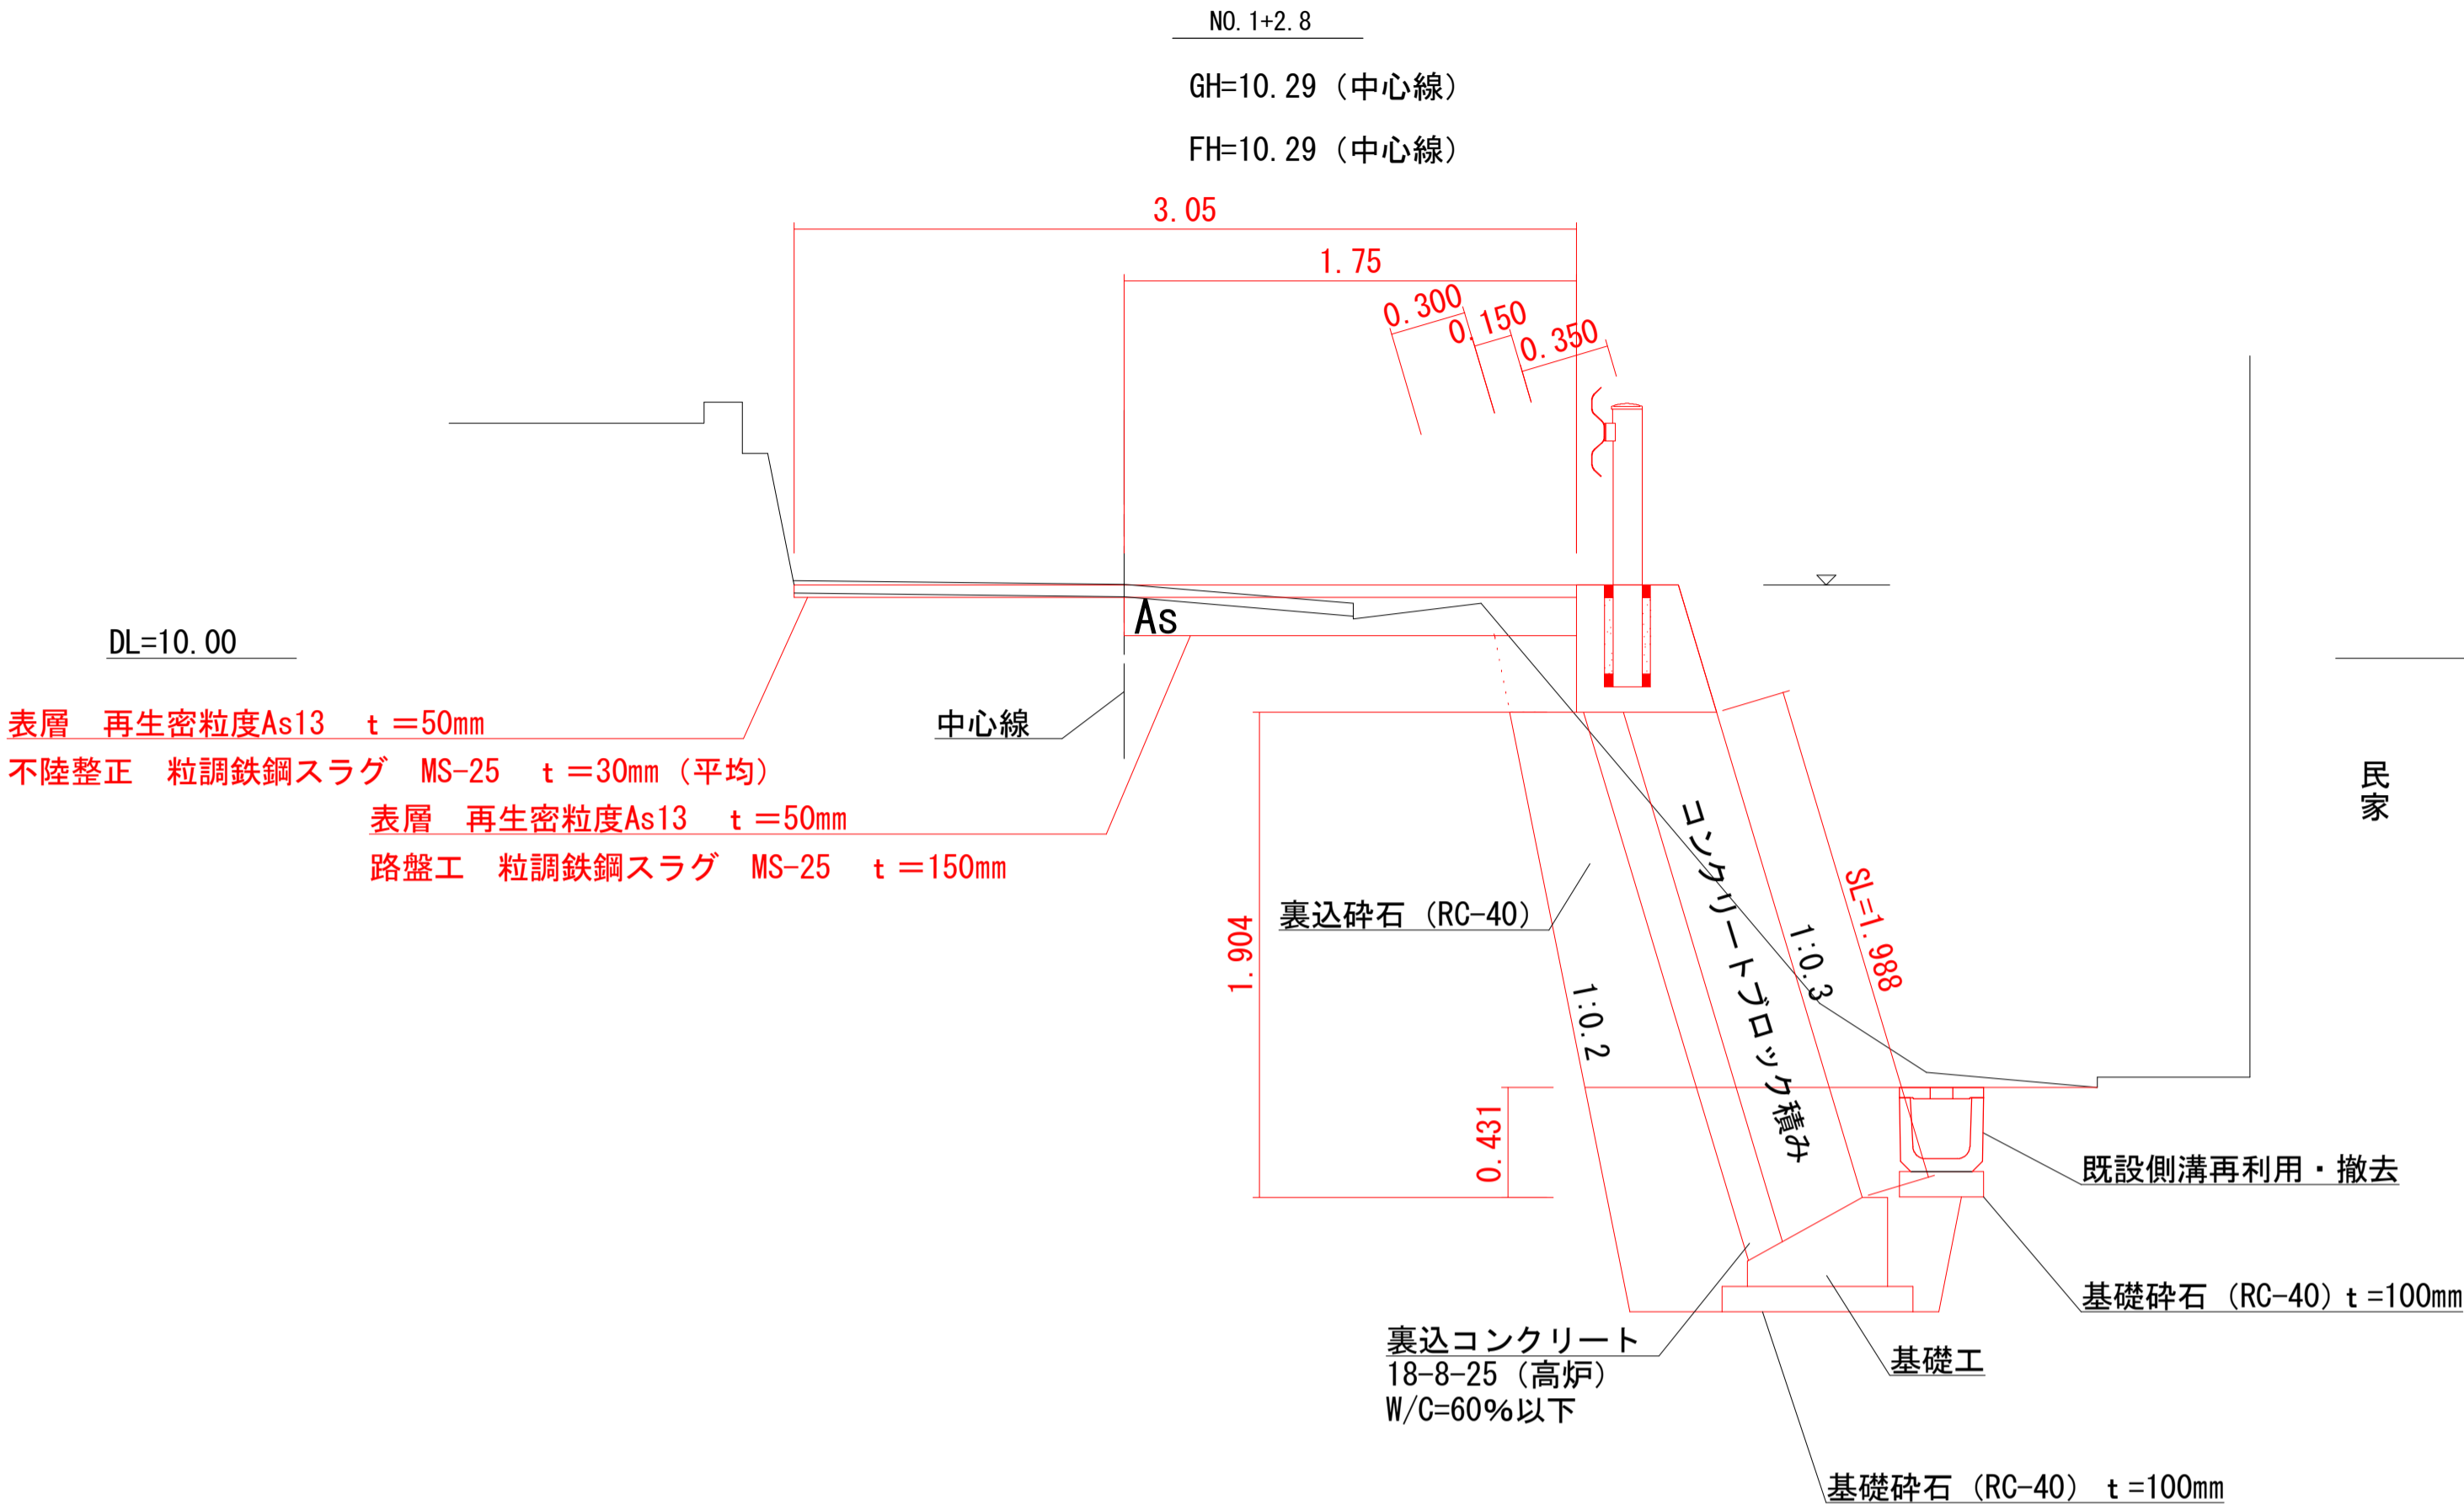 NO.1+2.8
GH=10.29（中心線）
FH=10.29（中心線）
3.05
1.75
0.300
0.150
0.350
As
DL=10.00
表層　再生密粒度As13　ｔ＝50mm
不陸整正　粒調鉄鋼スラグ　MS-25　ｔ＝30mm（平均）
表層　再生密粒度As13　ｔ＝50mm
路盤工　粒調鉄鋼スラグ　MS-25　ｔ＝150mm
中心線
民家
裏込砕石（RC-40）
コンクリートブロック積み
SL=1.988
1:0.3
1:0.2
1.904
0.431
既設側溝再利用・撤去
基礎砕石（RC-40）ｔ=100mm
裏込コンクリート
18-8-25（高炉）
W/C=60%以下
基礎工
基礎砕石（RC-40）　ｔ=100mm